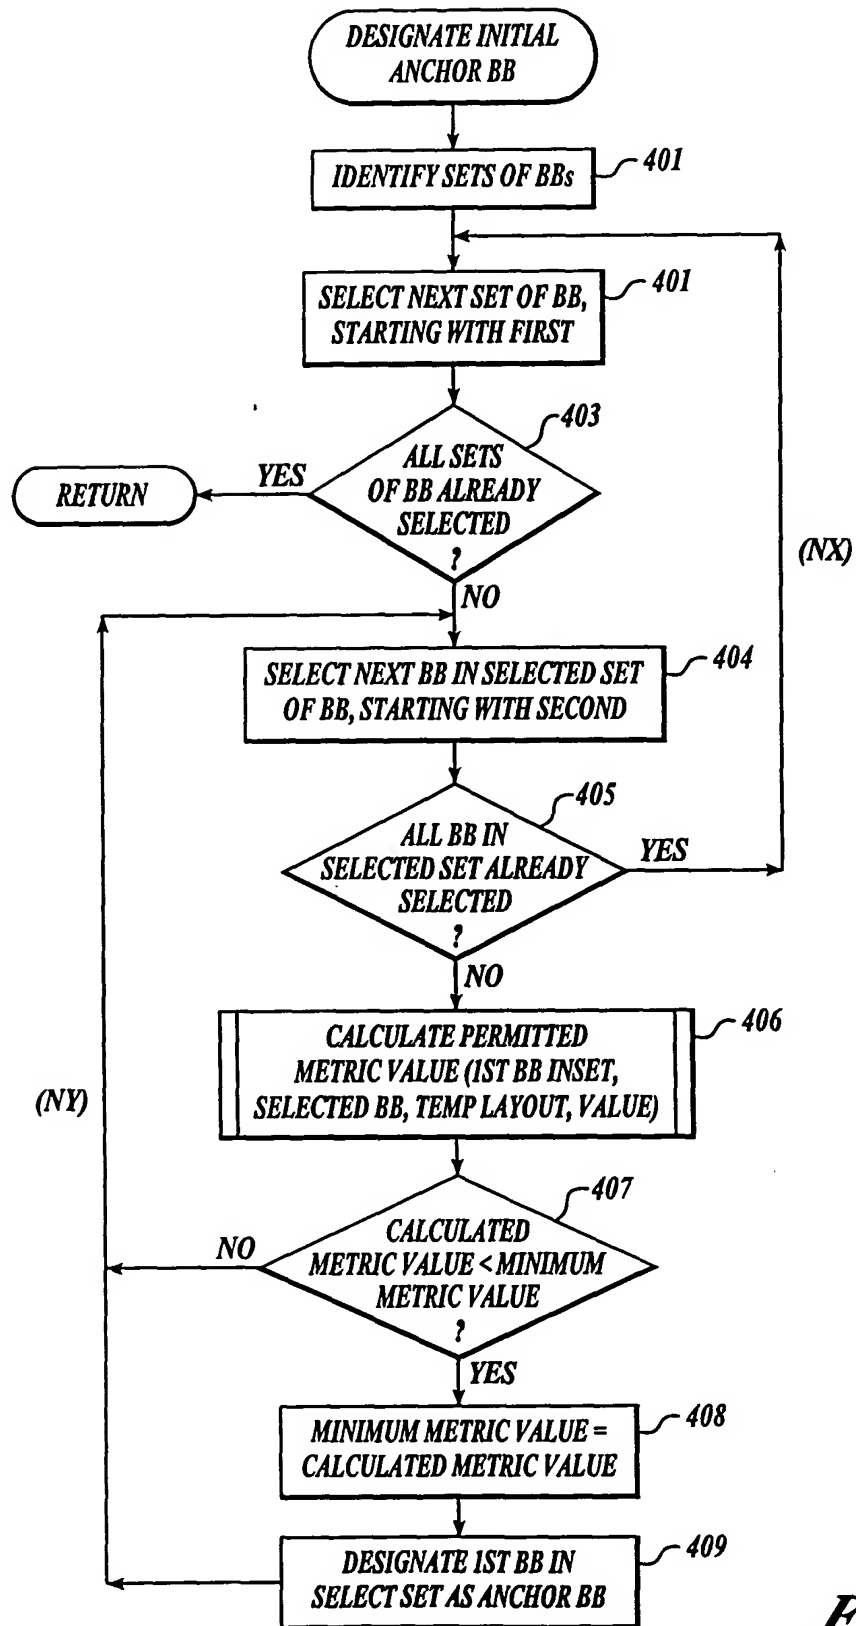 DESIGNATE INITIAL
ANCHOR BB
IDENTIFY SETS OF BBs
401
SELECT NEXT SET OF BB,
STARTING WITH FIRST
401
ALL SETS
OF BB ALREADY
SELECTED
?
403
YES
RETURN
NO
(NX)
SELECT NEXT BB IN SELECTED SET
OF BB, STARTING WITH SECOND
404
ALL BB IN
SELECTED SET ALREADY
SELECTED
?
405
YES
NO
CALCULATE PERMITTED
METRIC VALUE (1ST BB INSET,
SELECTED BB, TEMP LAYOUT, VALUE)
406
(NY)
CALCULATED
METRIC VALUE < MINIMUM
METRIC VALUE
?
407
NO
YES
MINIMUM METRIC VALUE =
CALCULATED METRIC VALUE
408
DESIGNATE 1ST BB IN
SELECT SET AS ANCHOR BB
409